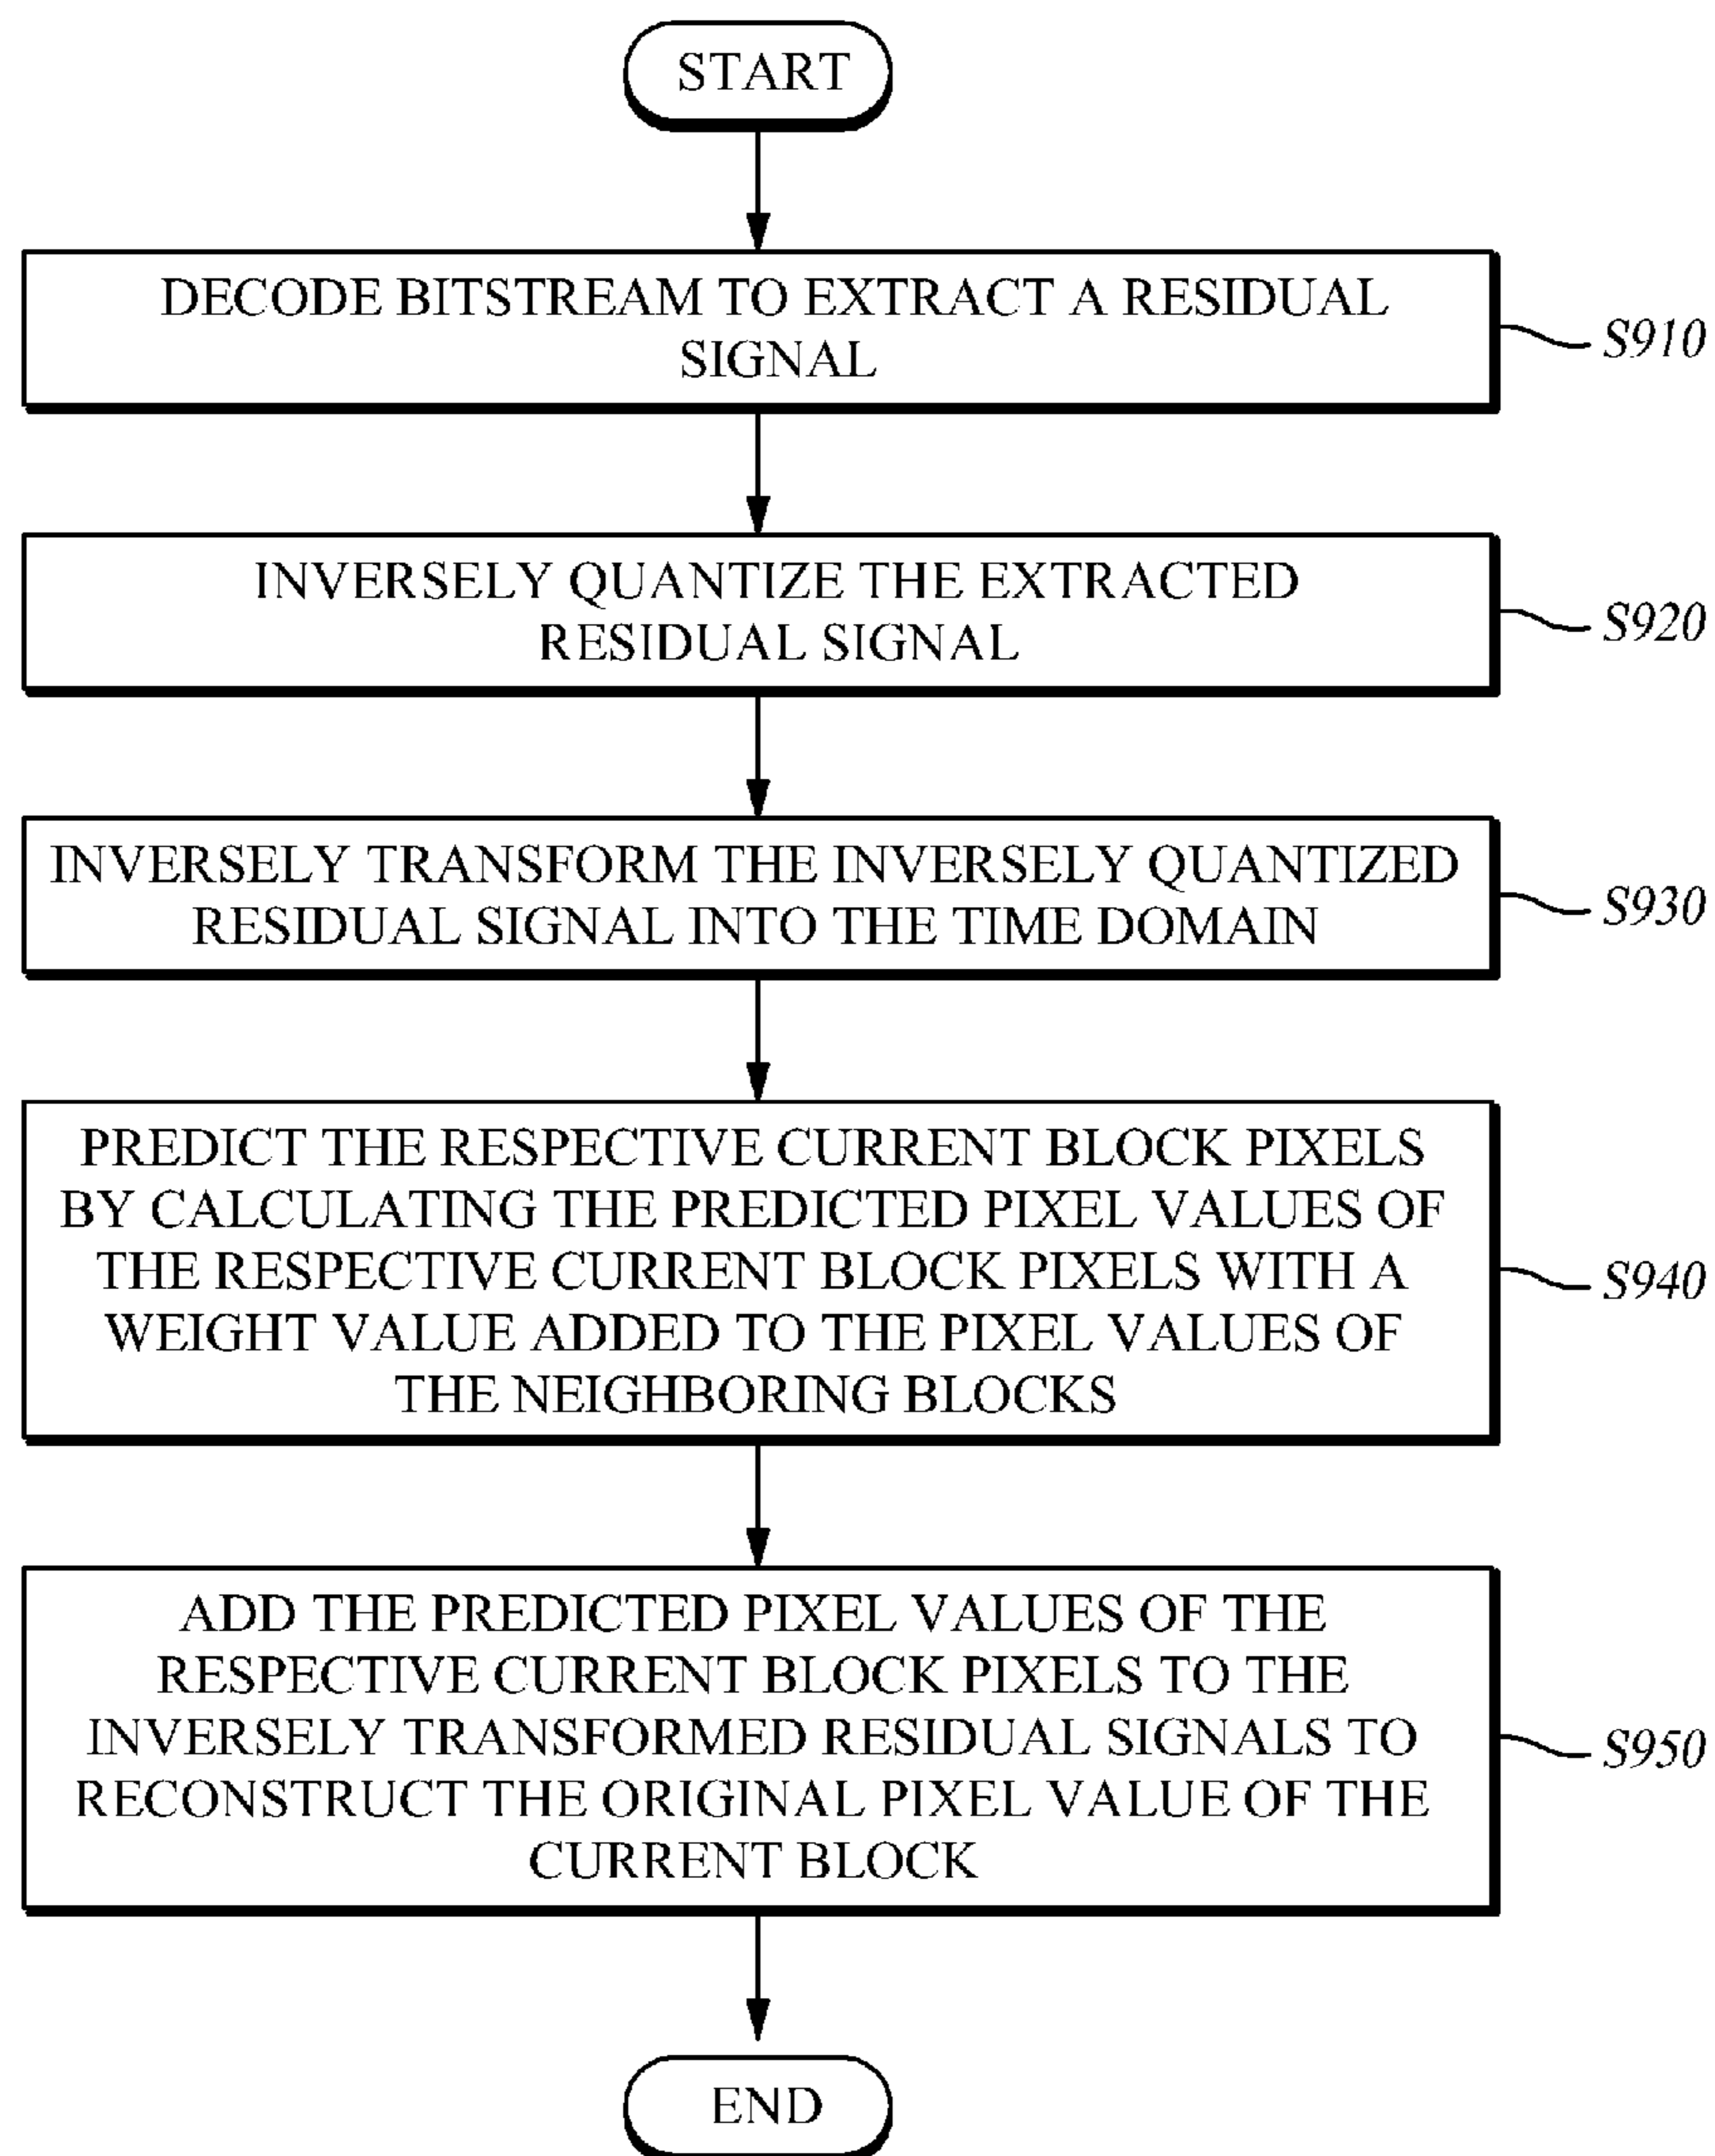 START
DECODE BITSTREAM TO EXTRACT A RESIDUAL
SIGNAL
S910
INVERSELY QUANTIZE THE EXTRACTED
RESIDUAL SIGNAL
S920
INVERSELY TRANSFORM THE INVERSELY QUANTIZED
RESIDUAL SIGNAL INTO THE TIME DOMAIN
S930
PREDICT THE RESPECTIVE CURRENT BLOCK PIXELS
BY CALCULATING THE PREDICTED PIXEL VALUES OF
THE RESPECTIVE CURRENT BLOCK PIXELS WITH A
WEIGHT VALUE ADDED TO THE PIXEL VALUES OF
THE NEIGHBORING BLOCKS
S940
ADD THE PREDICTED PIXEL VALUES OF THE
RESPECTIVE CURRENT BLOCK PIXELS TO THE
INVERSELY TRANSFORMED RESIDUAL SIGNALS TO
RECONSTRUCT THE ORIGINAL PIXEL VALUE OF THE
CURRENT BLOCK
S950
END